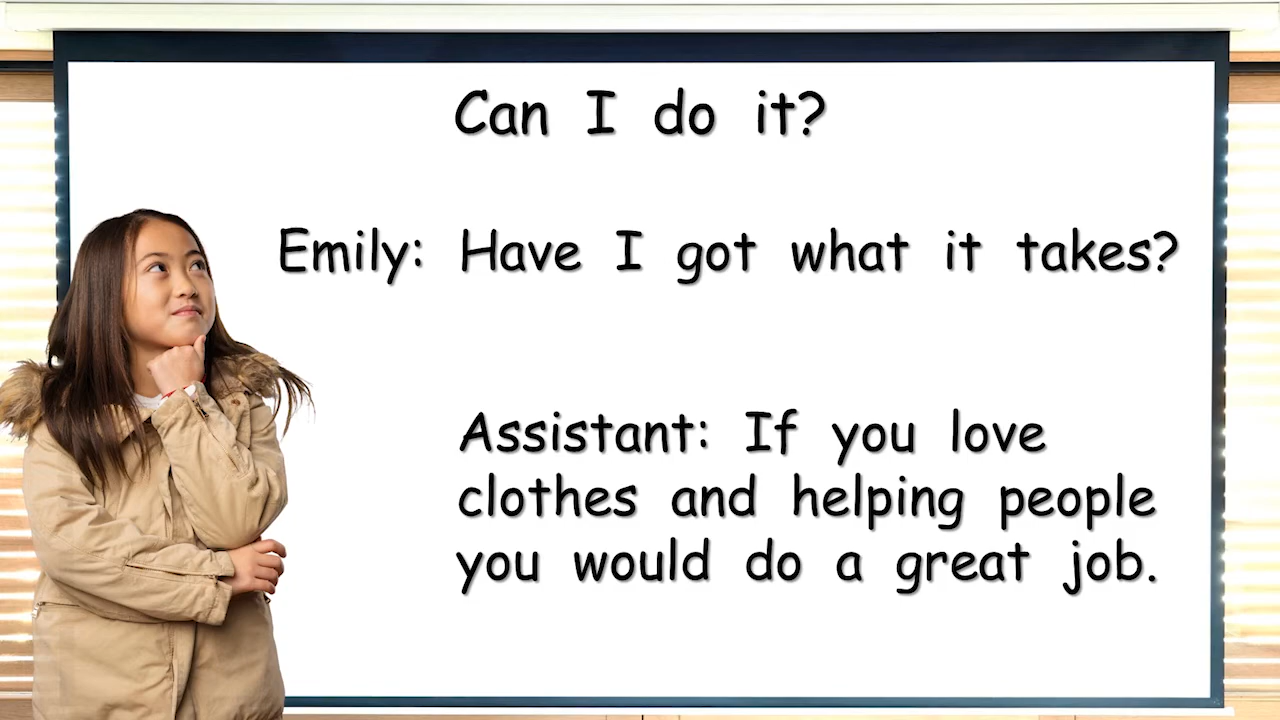 Can I do it?
Emily: Have I got what it takes?
Assistant: If you love
clothes and helping people
you would do a great job.